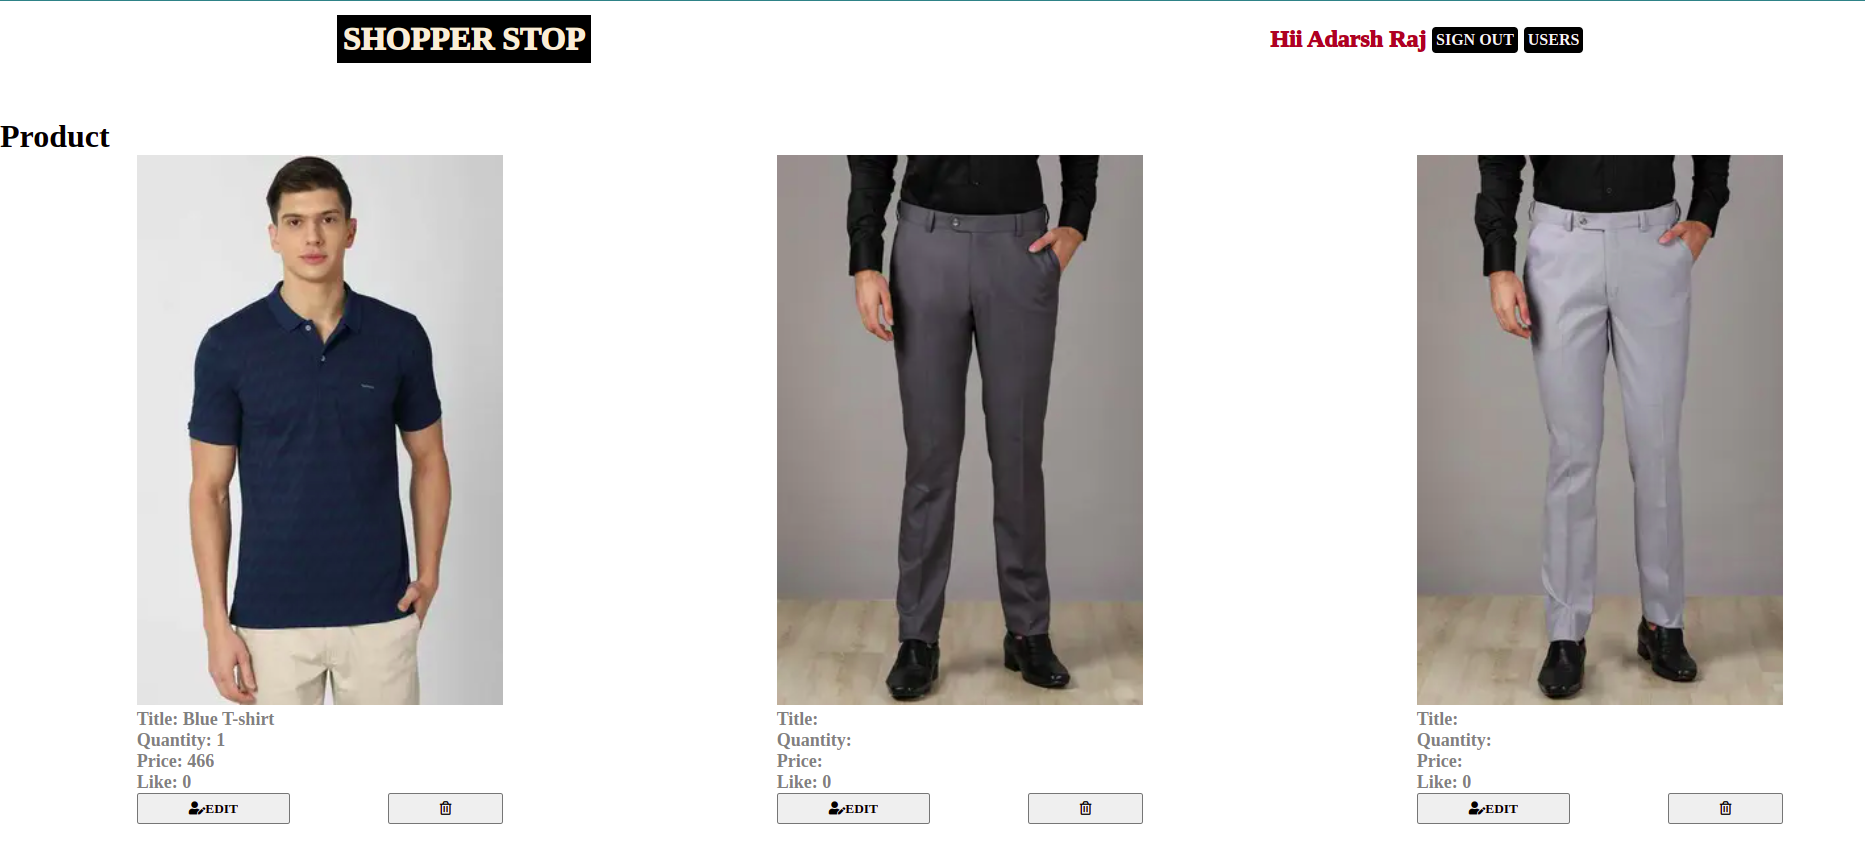 SHOPPER STOP
Hii Adarsh Raj SIGN OUT USERS
Product
Title: Blue T-shirt
Quantity: 1
Price: 466
Like: 0
EDIT
Title:
Quantity:
Price:
Like: 0
EDIT
Title:
Quantity:
Price:
Like: 0
EDIT